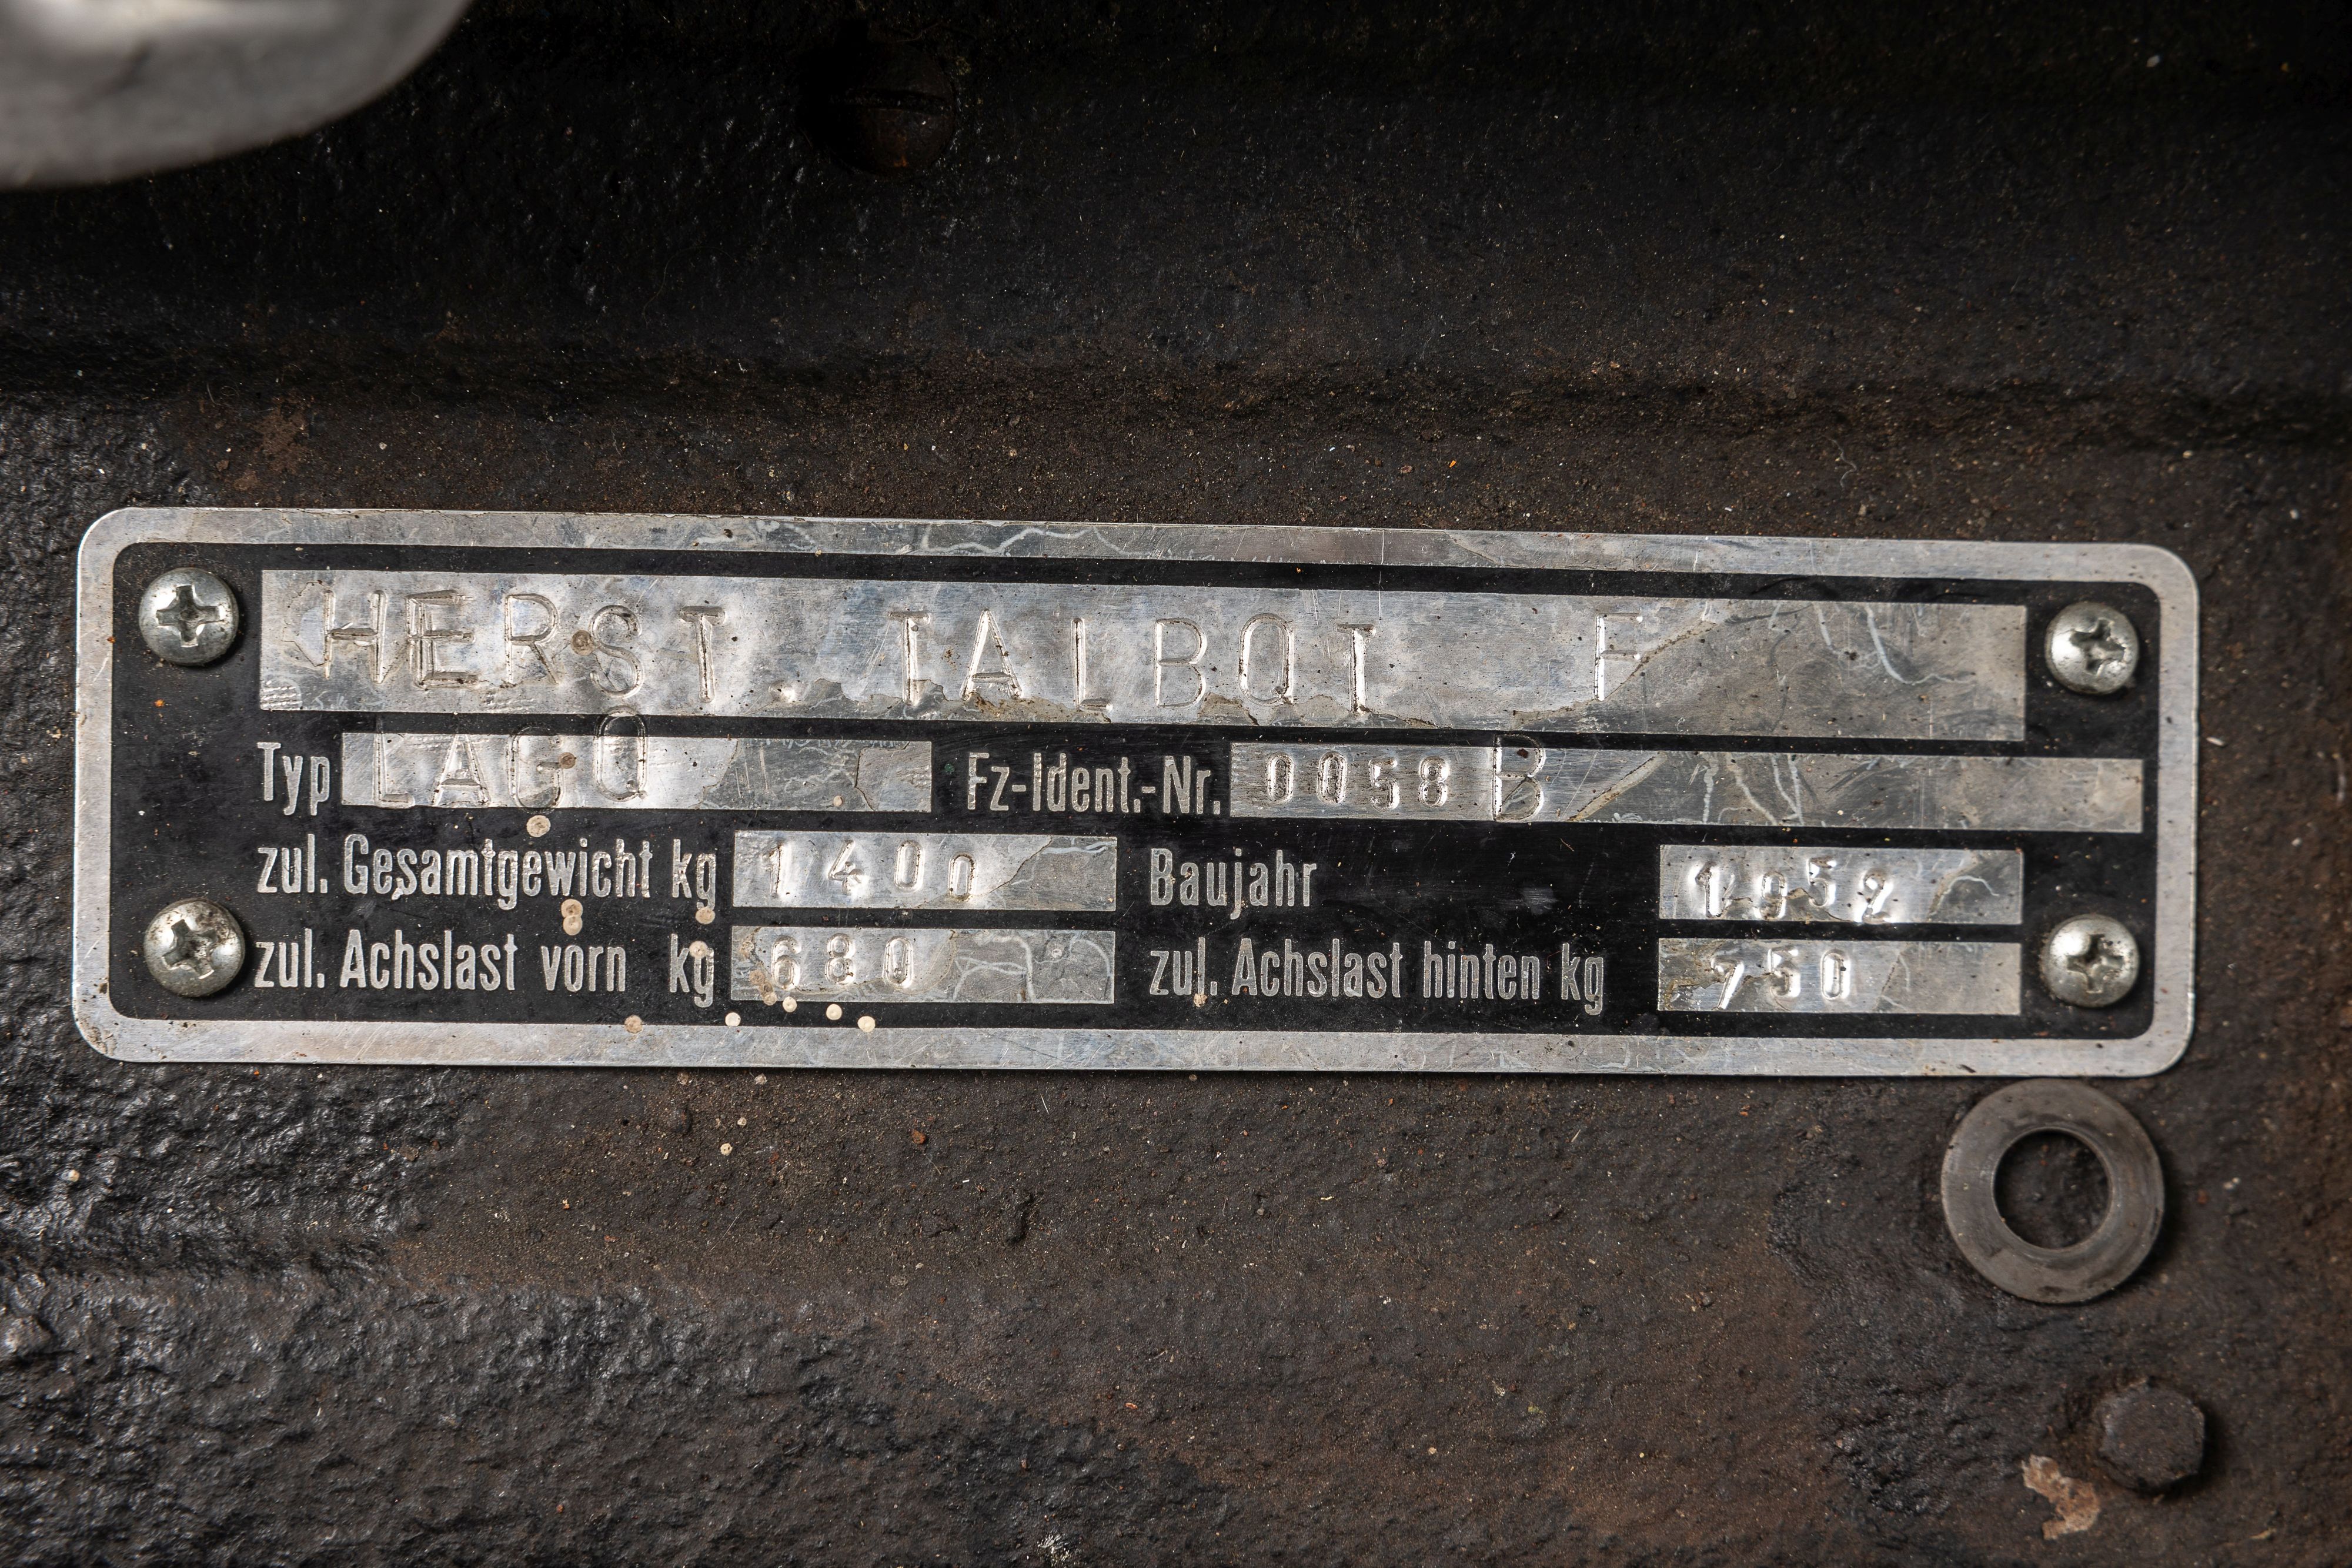 HERST. TALBOT F
Typ LAGO Fz-Ident.-Nr. 0058 B
zul. Gesamtgewicht kg 1400 Baujahr 1952
zul. Achslast vorn kg 680 zul. Achslast hinten kg 750